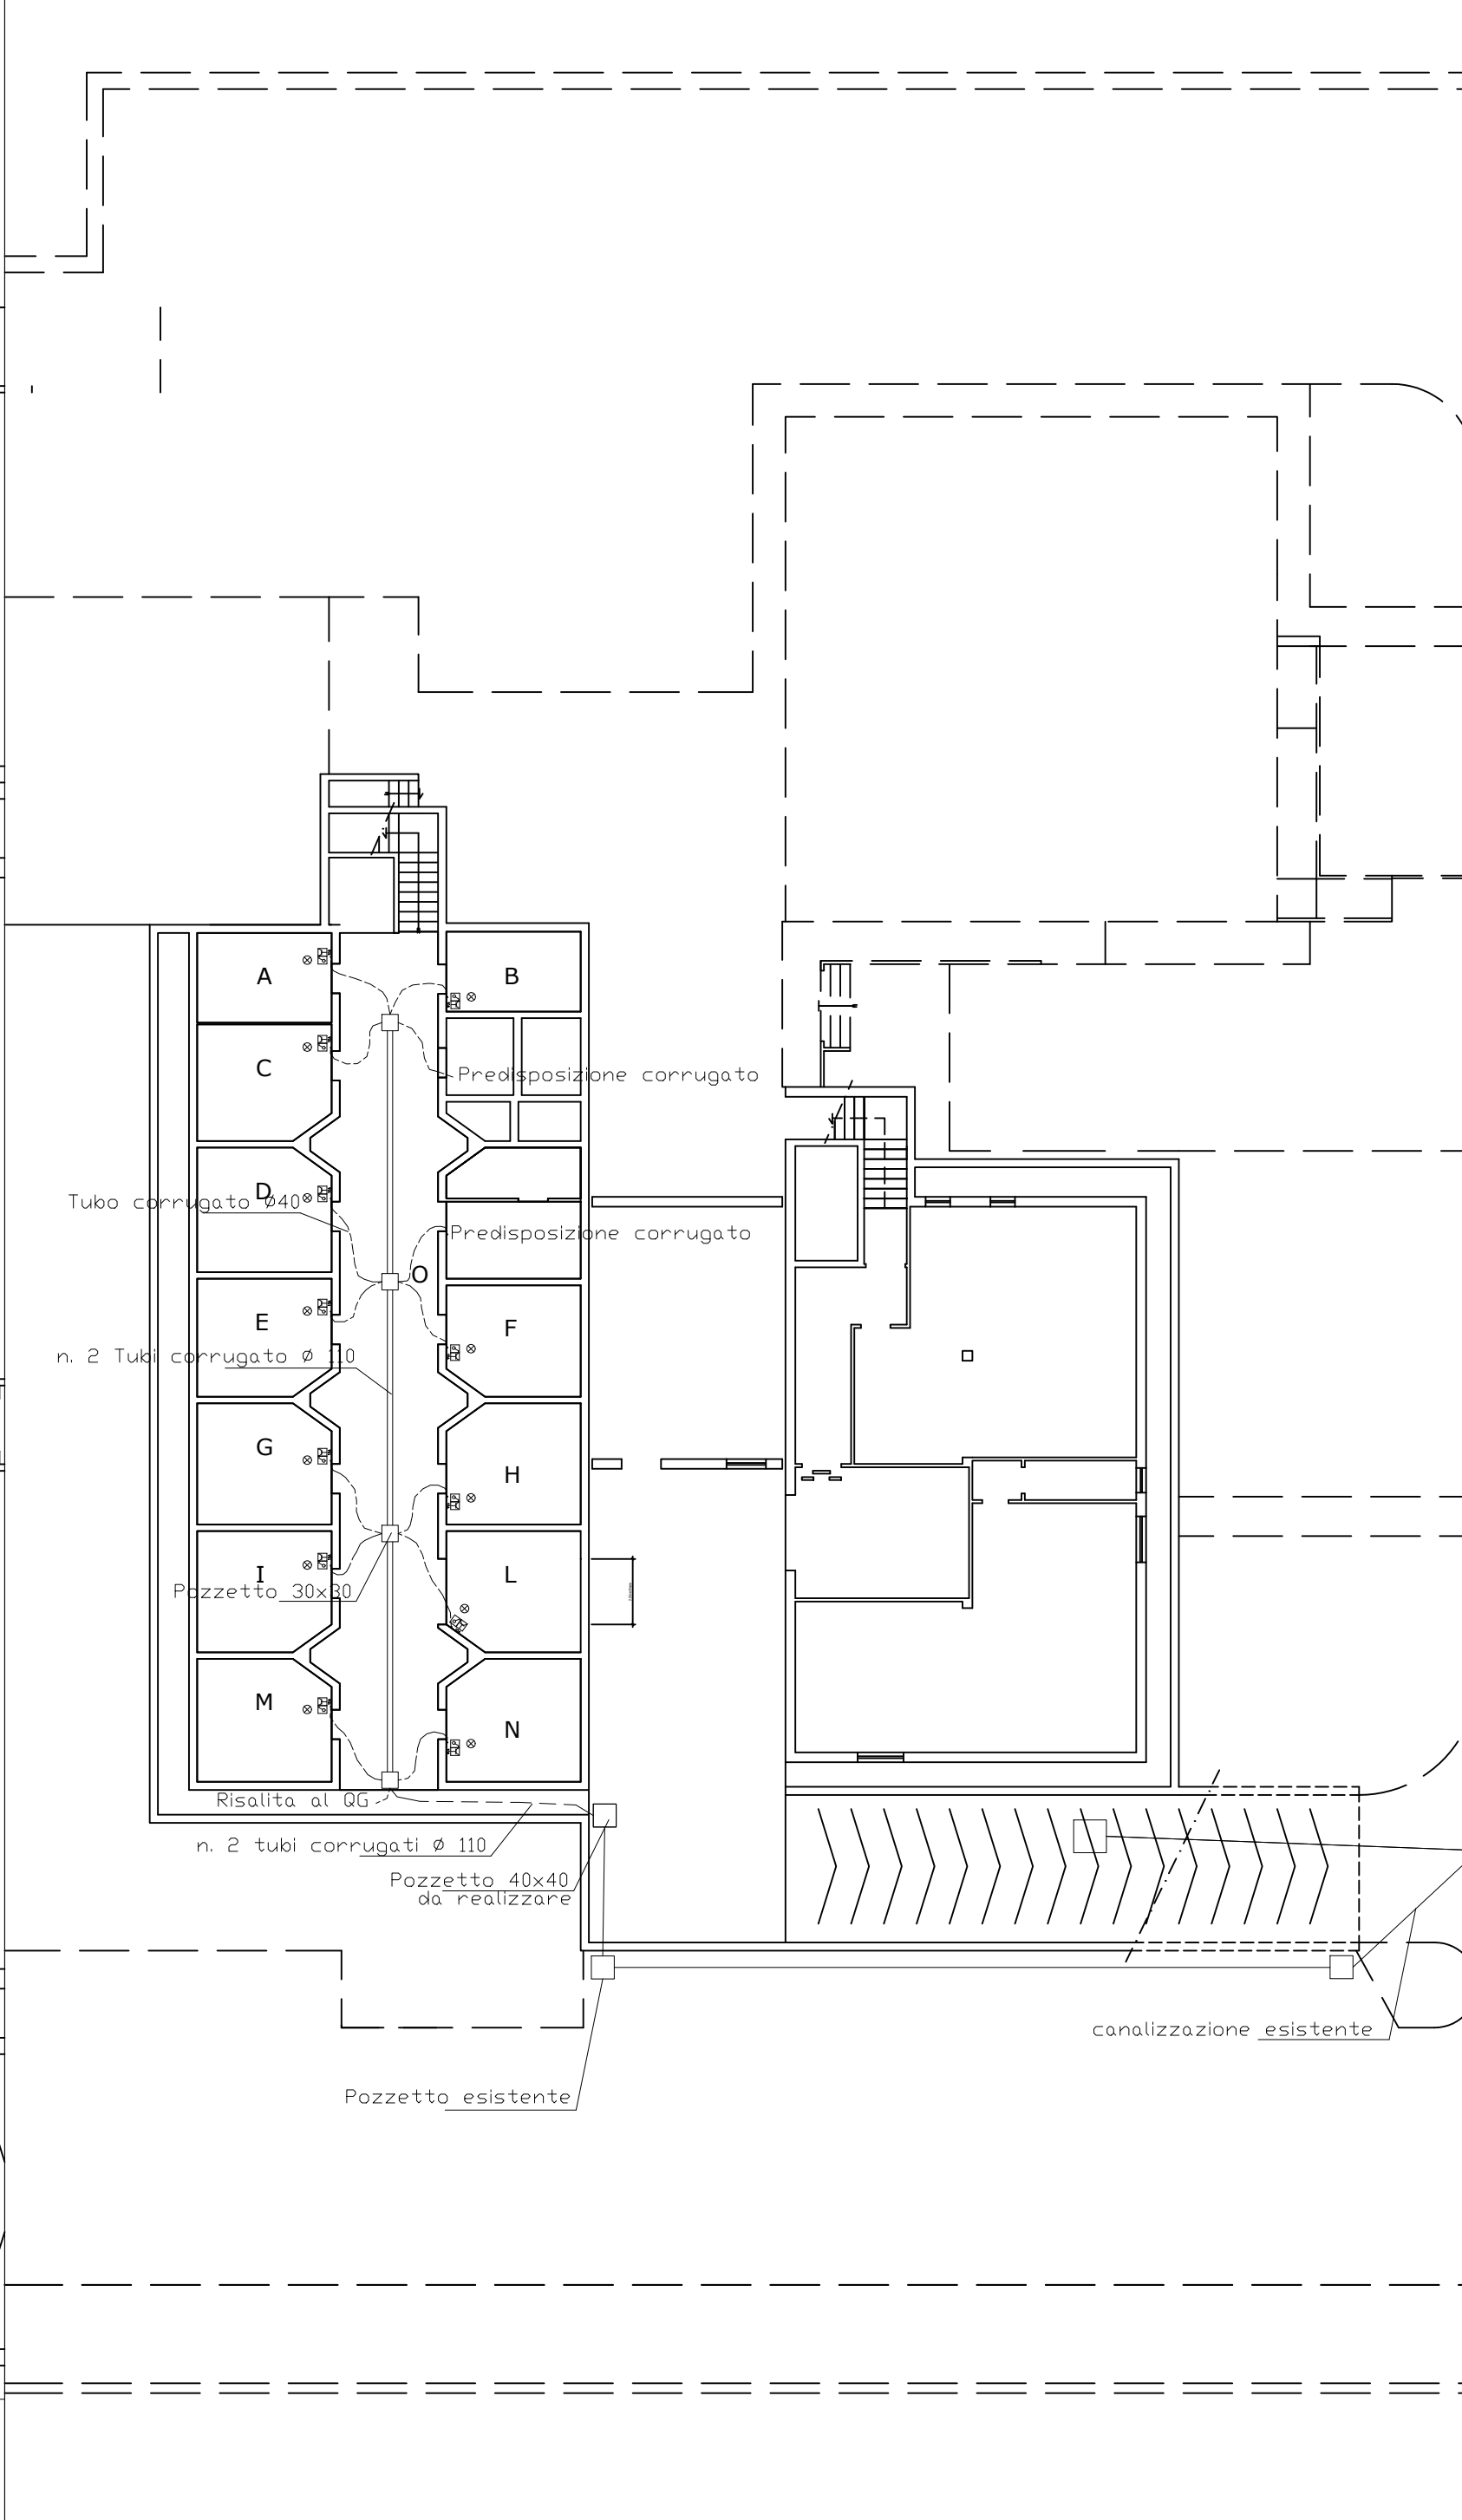 A
B
C
Predisposizione corrugato
D
Tubo corrugato Ø40
Predisposizione corrugato
O
E
F
n. 2 Tubi corrugato Ø 110
G
H
I
L
Pozzetto 30x30
M
N
Risalita al QG
n. 2 tubi corrugati Ø 110
Pozzetto 40x40
da realizzare
canalizzazione esistente
Pozzetto esistente